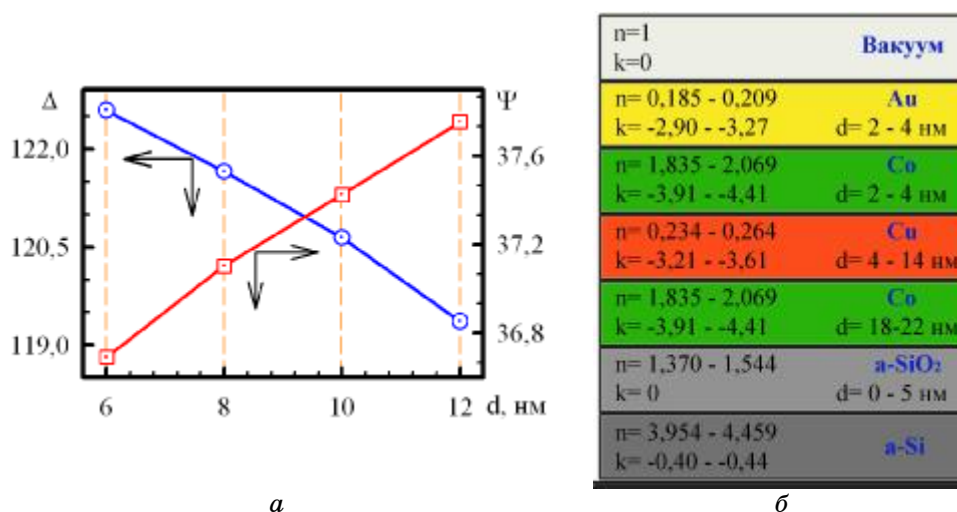 Δ
Ψ
122,0
120,5
119,0
37,6
37,2
36,8
6
8
10
12
d, нм
а
n=1
k=0
Вакуум
n= 0,185 - 0,209
Au
k= -2,90 - -3,27
d= 2 - 4 нм
n= 1,835 - 2,069
Co
k= -3,91 - -4,41
d= 2 - 4 нм
n= 0,234 - 0,264
Cu
k= -3,21 - -3,61
d= 4 - 14 нм
n= 1,835 - 2,069
Co
k= -3,91 - -4,41
d= 18-22 нм
n= 1,370 - 1,544
a-SiO₂
k= 0
d= 0 - 5 нм
n= 3,954 - 4,459
k= -0,40 - -0,44
a-Si
б